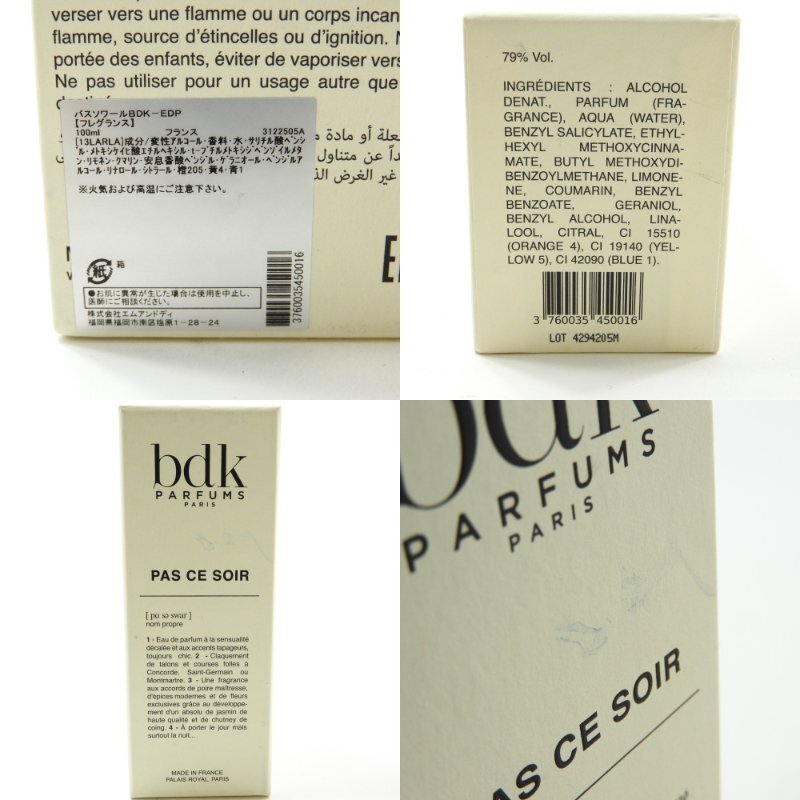 verser vers une flamme ou un corps incan
flamme, source d'étincelles ou d'ignition. N
portée des enfants, éviter de vaporiser vers
Ne pas utiliser pour un usage autre que
パスソワールBDK-EDP
【フレグランス】
100ml フランス 3122505A
[13LARLA]成分/変性アルコール・香料・水・サリチル酸ベンジ
ル・メトキシケイヒ酸エチルヘキシル・t-ブチルメトキシジベンゾイルメタ
ン・リモネン・クマリン・安息香酸ベンジル・ゲラニオール・ベンジルア
ルコール・リナロール・シトラール・橙205・黄4・青1
※火気および高温にご注意下さい。
紙 箱
●お肌に異常が生じた場合は使用を中止し、
医師にご相談ください。
株式会社エムアンドディ
福岡県福岡市南区塩原1-28-24
3760035450016
علة أو مادة م
دأ عن متناول
غير الغرض الذ
79% Vol.
INGRÉDIENTS : ALCOHOL
DENAT., PARFUM (FRA-
GRANCE), AQUA (WATER),
BENZYL SALICYLATE, ETHYL-
HEXYL METHOXYCINNA-
MATE, BUTYL METHOXYDI-
BENZOYLMETHANE, LIMONE-
NE, COUMARIN, BENZYL
BENZOATE, GERANIOL,
BENZYL ALCOHOL, LINA-
LOOL, CITRAL, CI 15510
(ORANGE 4), CI 19140 (YEL-
LOW 5), CI 42090 (BLUE 1).
3 760035 450016
LOT 4294205M
bdk
PARFUMS
PARIS
PAS CE SOIR
[ pɑ sə swar ]
nom propre
1 - Eau de parfum à la sensualité
décalée et aux accents tapageurs,
toujours chic. 2 - Claquement
de talons et courses folles à
Concorde, Saint-Germain ou
Montmartre. 3 - Une fragrance
aux accords de poire maîtresse,
d'épices modernes et de fleurs
exclusives grâce au développe-
ment d'un absolu de jasmin de
haute qualité et de chutney de
coing. 4 - À porter le jour mais
surtout la nuit...
MADE IN FRANCE
PALAIS ROYAL, PARIS
bdk
PARFUMS
PARIS
AS CE SOIR